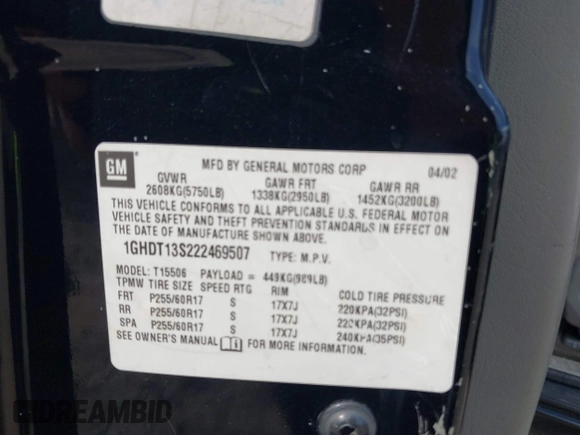 GM
MFD BY GENERAL MOTORS CORP 04/02
GVWR GAWR FRT GAWR RR
2608KG(5750LB) 1338KG(2950LB) 1452KG(3200LB)
THIS VEHICLE CONFORMS TO ALL APPLICABLE U.S. FEDERAL MOTOR
VEHICLE SAFETY AND THEFT PREVENTION STANDARDS IN EFFECT ON
THE DATE OF MANUFACTURE SHOWN ABOVE.
1GHDT13S222469507 TYPE: M.P.V.
MODEL: T15506 PAYLOAD = 449KG(989LB)
TPMW TIRE SIZE SPEED RTG RIM COLD TIRE PRESSURE
FRT P255/60R17 S 17X7J 220KPA(32PSI)
RR P255/60R17 S 17X7J 220KPA(32PSI)
SPA P255/60R17 S 17X7J 240KPA(35PSI)
SEE OWNER'S MANUAL FOR MORE INFORMATION.
IDREAMBID